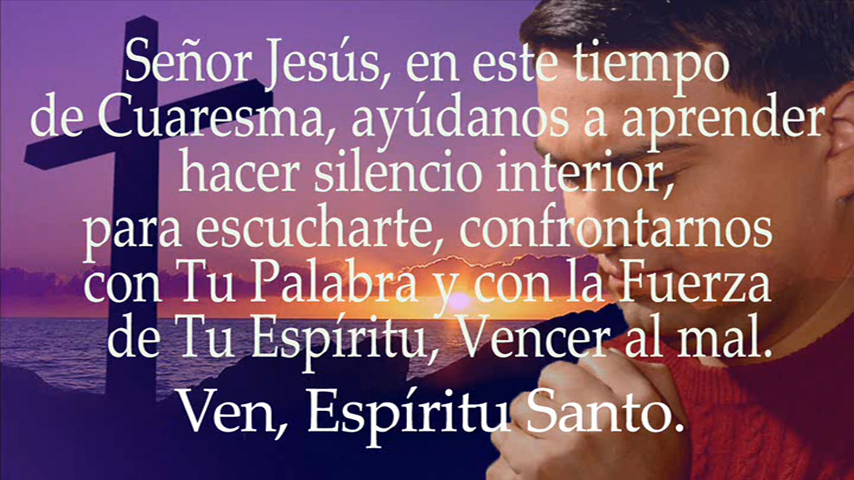 Señor Jesús, en este tiempo
de Cuaresma, ayúdanos a aprender
hacer silencio interior,
para escucharte, confrontarnos
con Tu Palabra y con la Fuerza
de Tu Espíritu, Vencer al mal.
Ven, Espíritu Santo.